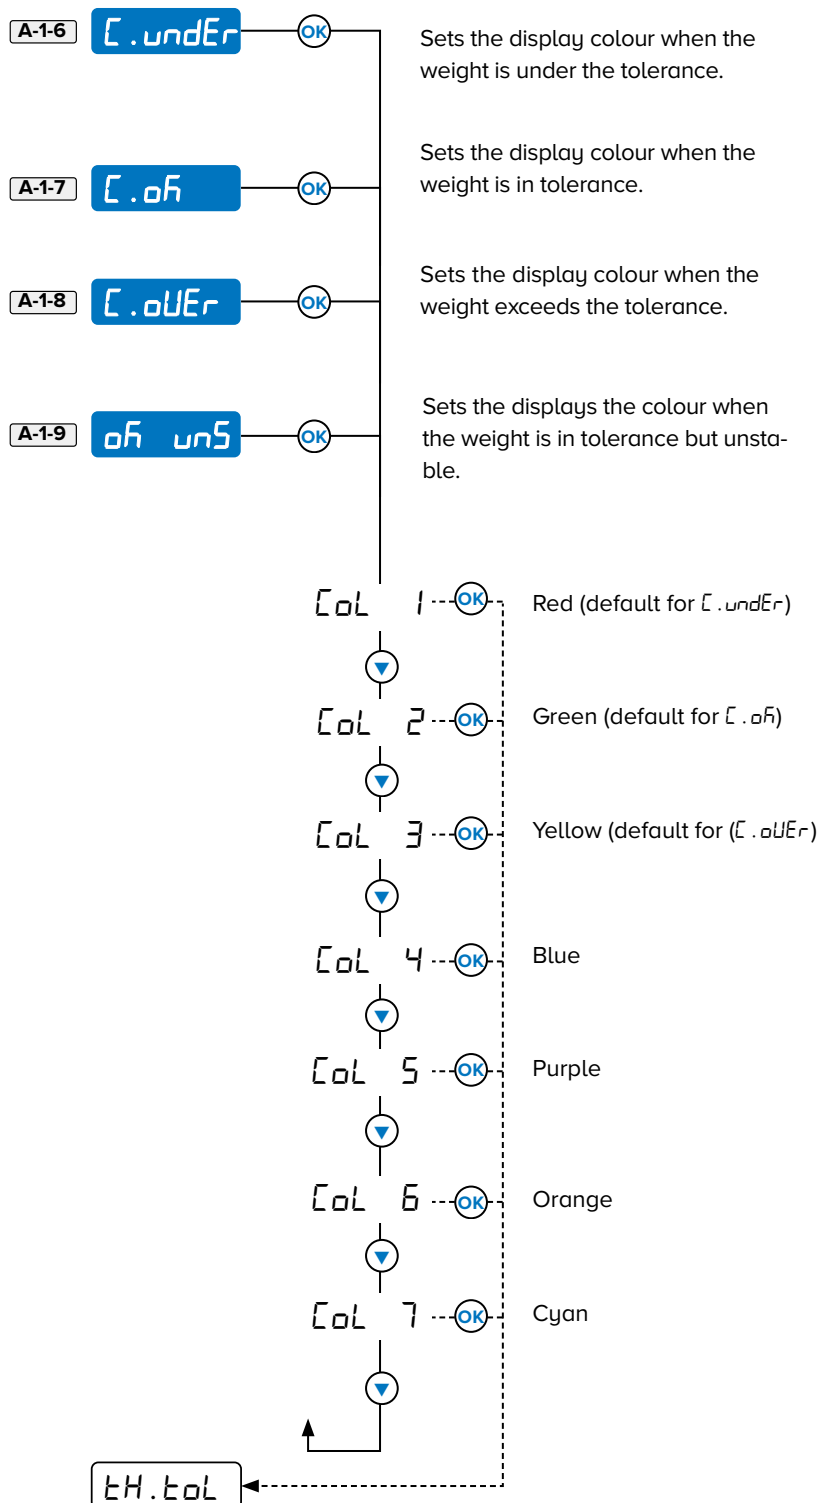 A-1-6 C.undEr OK Sets the display colour when the
weight is under the tolerance.
A-1-7 C.oK OK Sets the display colour when the
weight is in tolerance.
A-1-8 C.oVEr OK Sets the display colour when the
weight exceeds the tolerance.
A-1-9 oK unS OK Sets the displays the colour when
the weight is in tolerance but unsta-
ble.
CoL 1 OK Red (default for C.undEr)
CoL 2 OK Green (default for C.oK)
CoL 3 OK Yellow (default for (C.oVEr)
CoL 4 OK Blue
CoL 5 OK Purple
CoL 6 OK Orange
CoL 7 OK Cyan
tH.toL